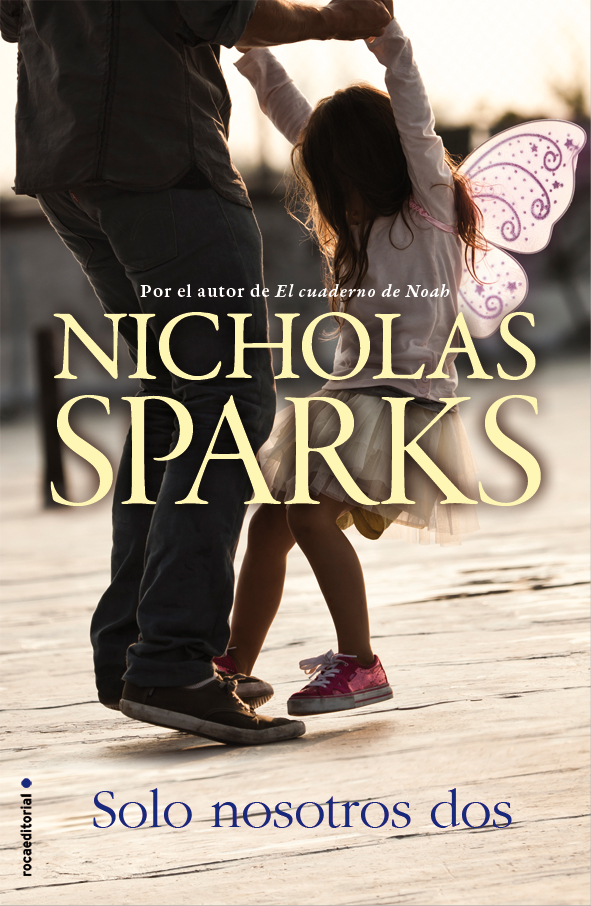 Por el autor de El cuaderno de Noah
NICHOLAS
SPARKS
Solo nosotros dos
rocaeditorial